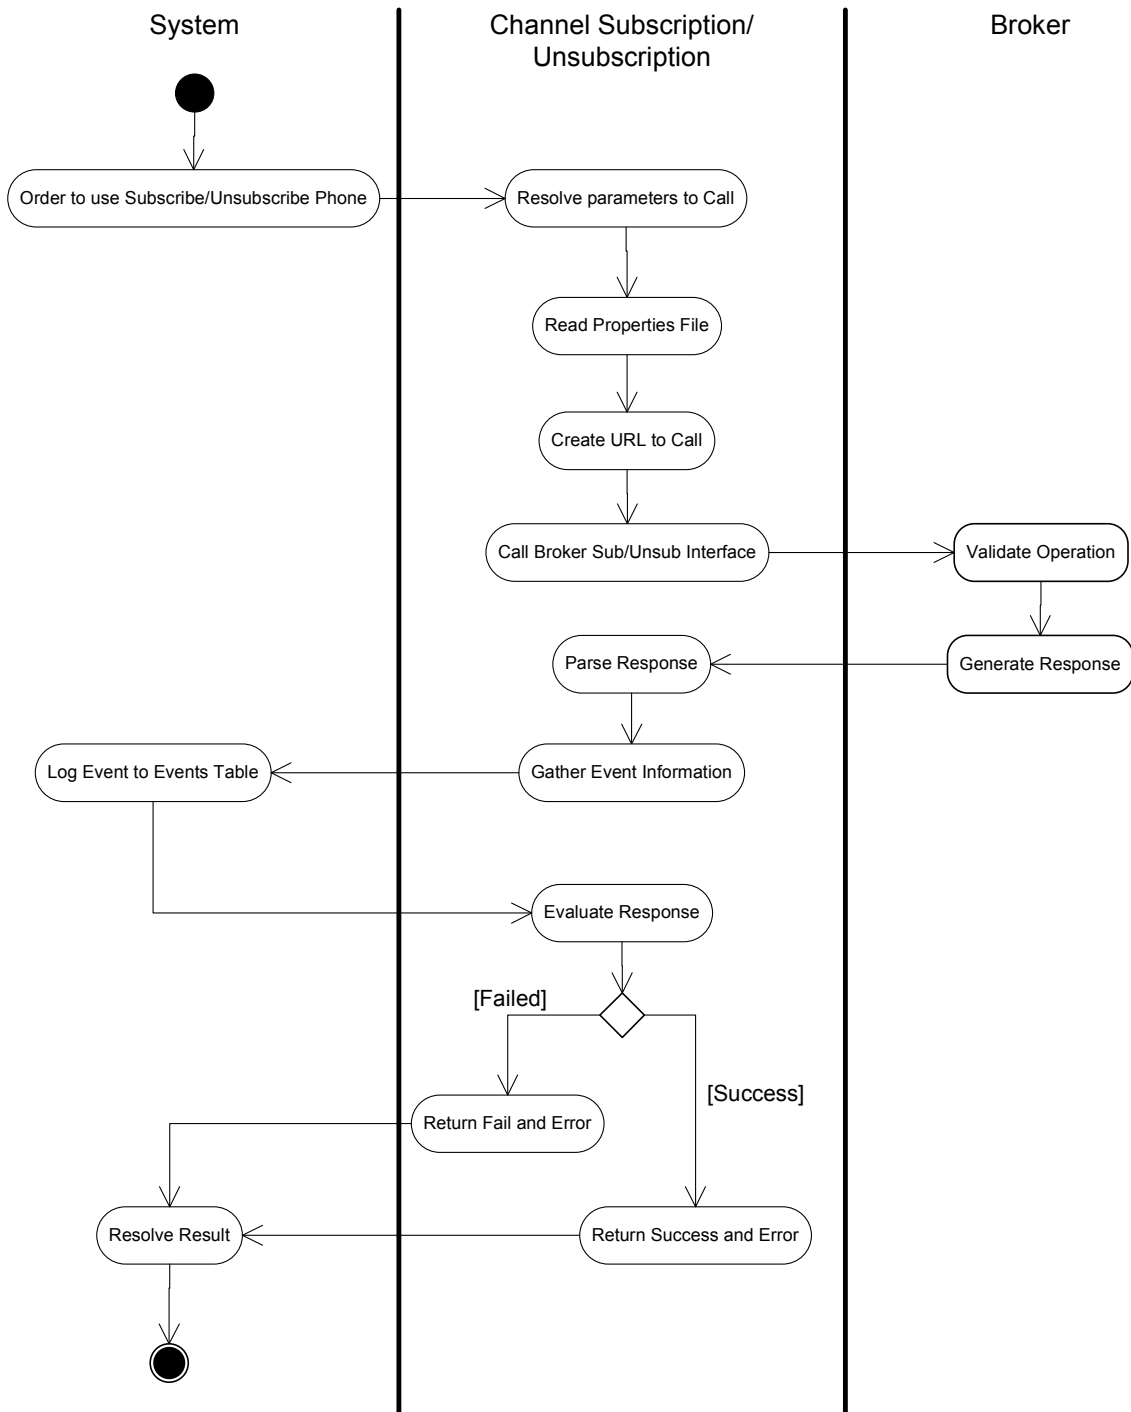 System
Channel Subscription/
Unsubscription
Broker
Order to use Subscribe/Unsubscribe Phone
Resolve parameters to Call
Read Properties File
Create URL to Call
Call Broker Sub/Unsub Interface
Validate Operation
Parse Response
Generate Response
Log Event to Events Table
Gather Event Information
Evaluate Response
[Failed]
[Success]
Return Fail and Error
Resolve Result
Return Success and Error